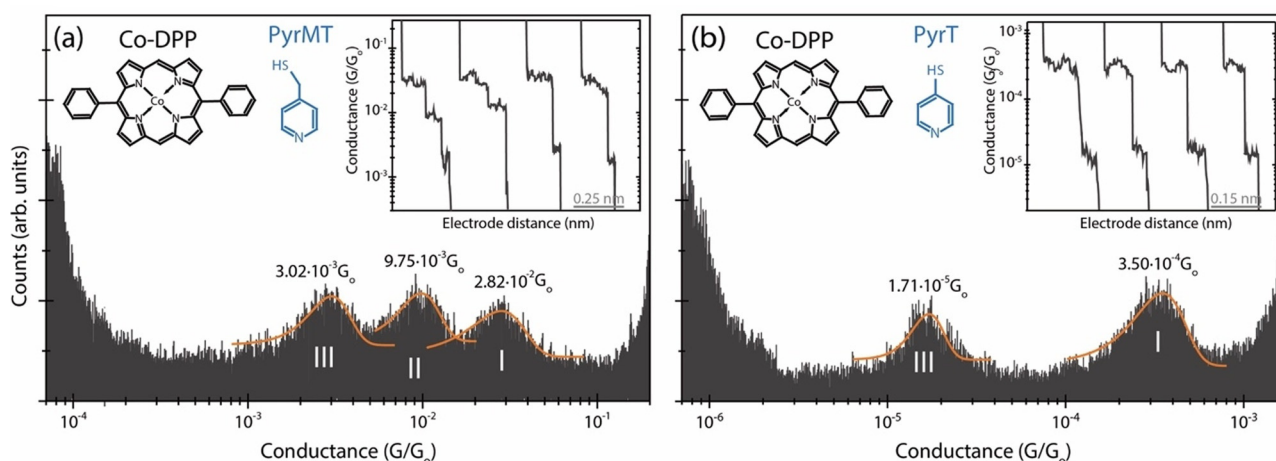 (a)
Co-DPP
PyrMT
HS
N
N
N
N
N
Co
Conductance (G/G₀)
10⁻¹
10⁻²
10⁻³
0.25 nm
Electrode distance (nm)
Counts (arb. units)
3.02·10⁻³G₀
9.75·10⁻³G₀
2.82·10⁻²G₀
III
II
I
10⁻⁴
10⁻³
10⁻²
10⁻¹
Conductance (G/G₀)
(b)
Co-DPP
PyrT
HS
N
N
N
N
N
Co
Conductance (G/G₀)
10⁻³
10⁻⁴
10⁻⁵
0.15 nm
Electrode distance (nm)
1.71·10⁻⁵G₀
3.50·10⁻⁴G₀
III
I
10⁻⁶
10⁻⁵
10⁻⁴
10⁻³
Conductance (G/G₀)